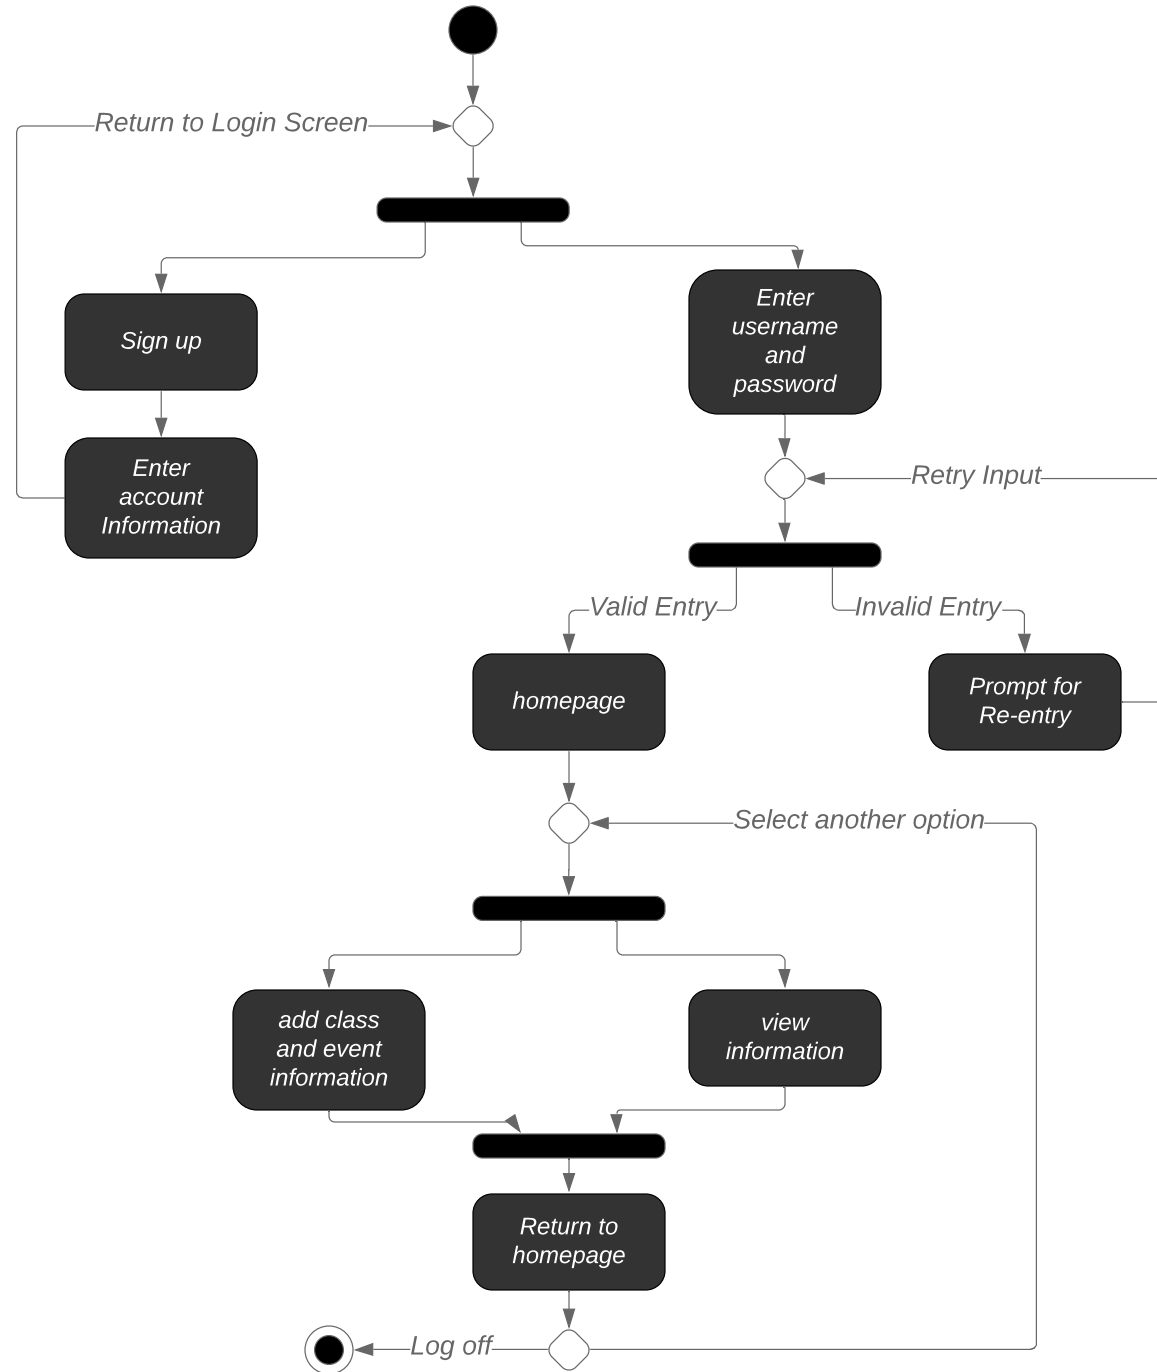 Return to Login Screen
Sign up
Enter
username
and
password
Enter
account
Information
Retry Input
Valid Entry
Invalid Entry
homepage
Prompt for
Re-entry
Select another option
add class
and event
information
view
information
Return to
homepage
Log off